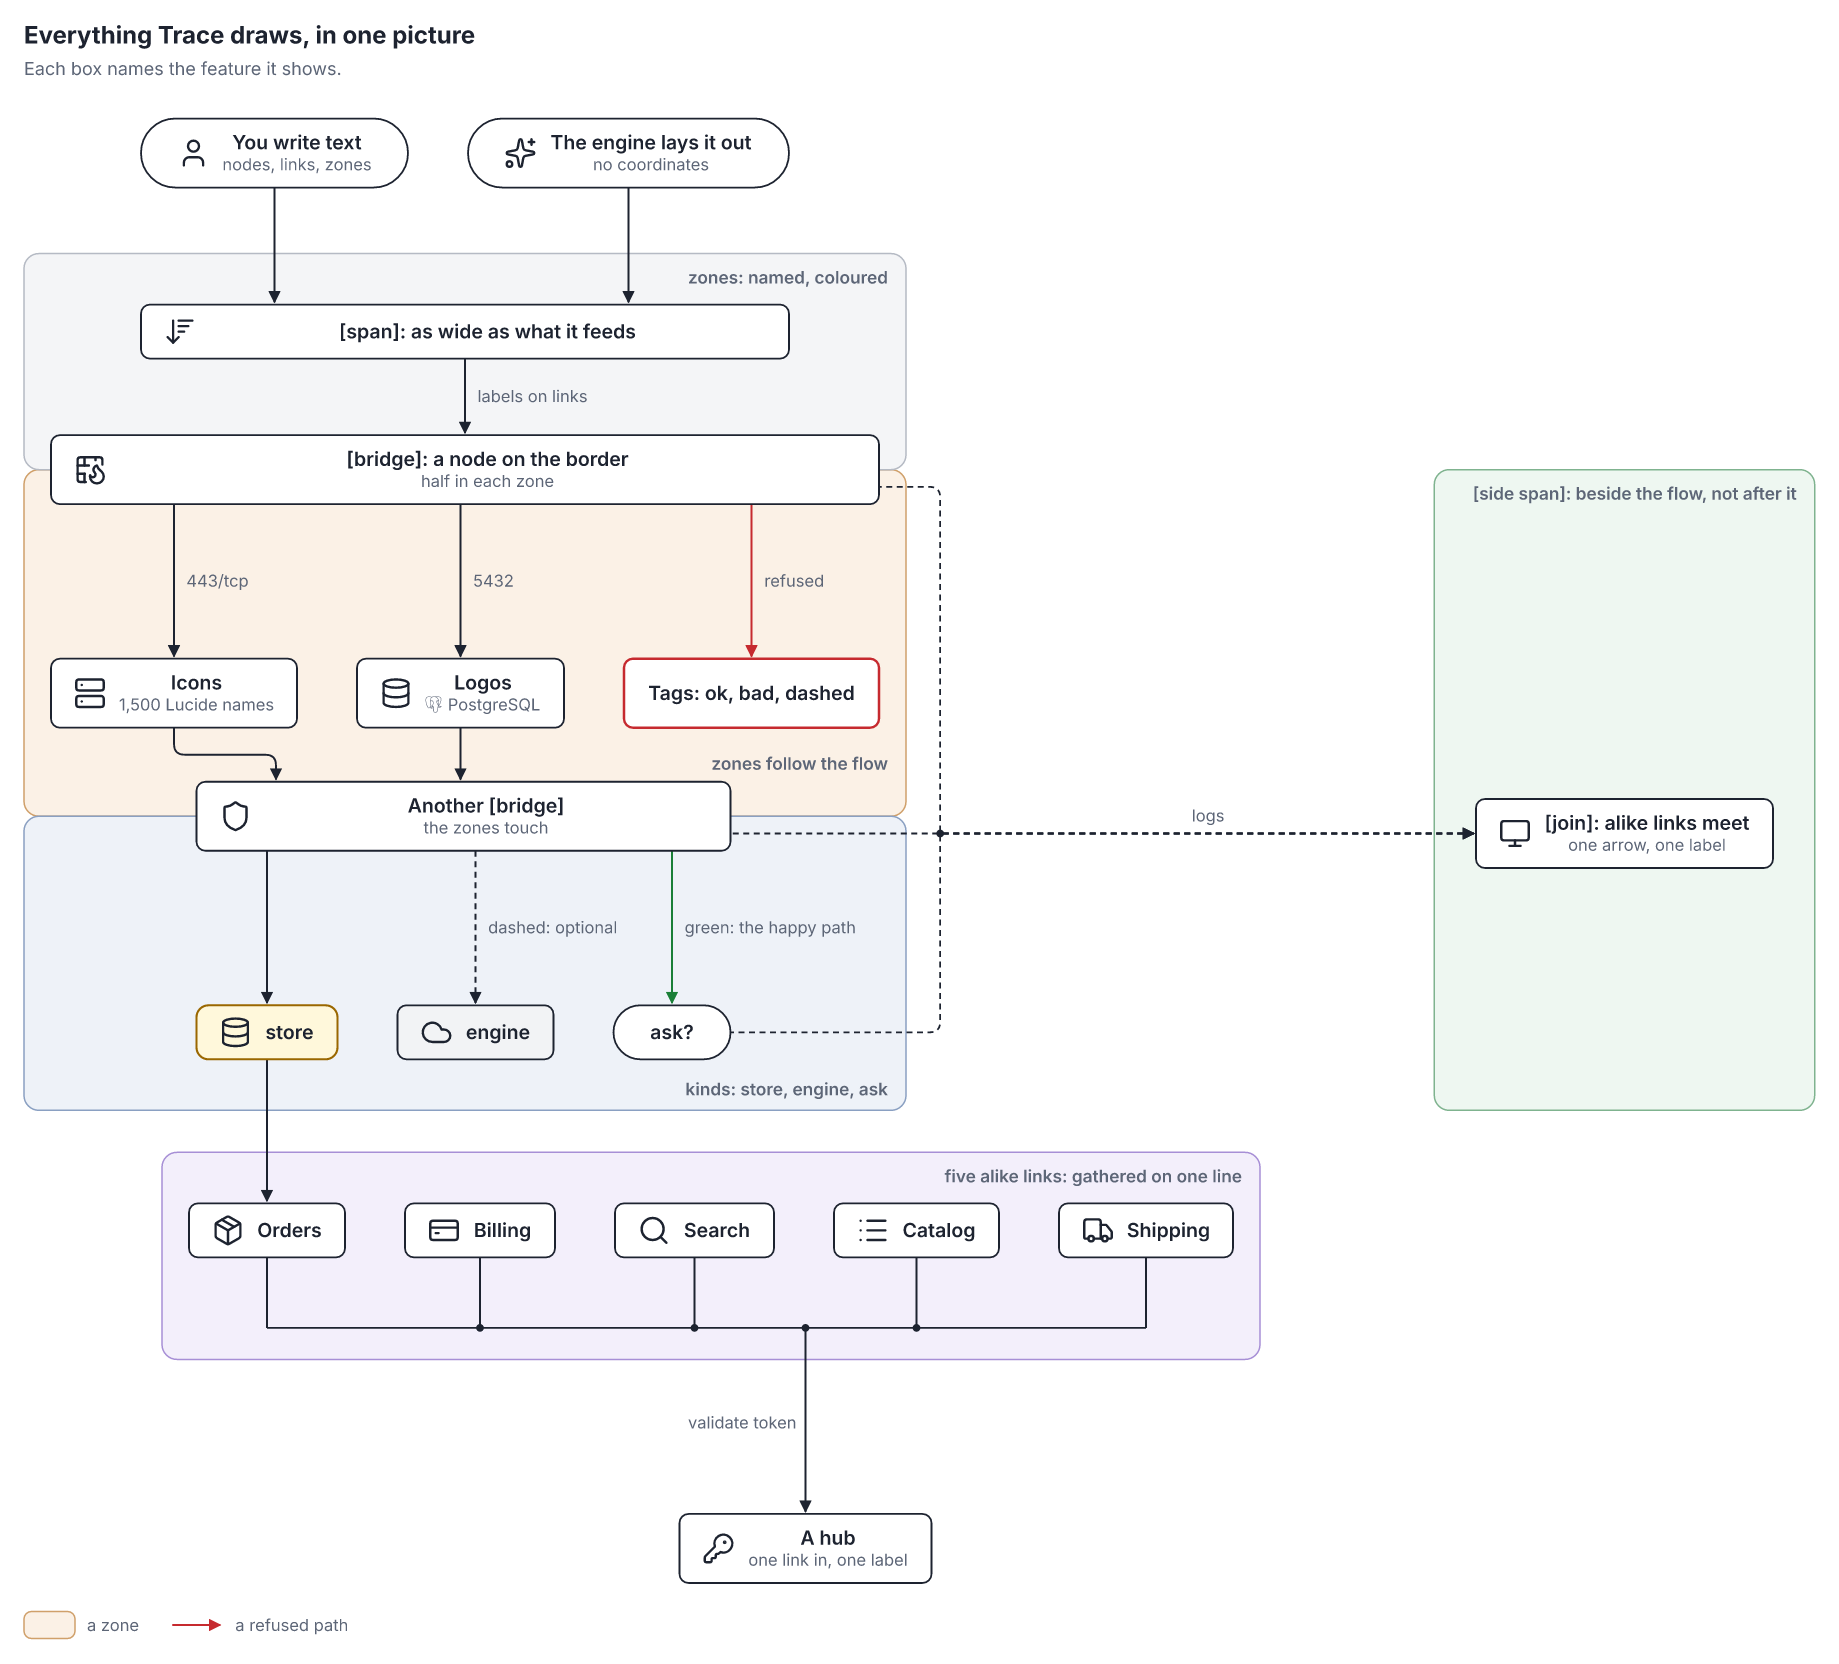 Everything Trace draws, in one picture
Each box names the feature it shows.
You write text
nodes, links, zones
The engine lays it out
no coordinates
zones: named, coloured
[span]: as wide as what it feeds
labels on links
[bridge]: a node on the border
half in each zone
[side span]: beside the flow, not after it
443/tcp
5432
refused
Icons
1,500 Lucide names
Logos
PostgreSQL
Tags: ok, bad, dashed
zones follow the flow
Another [bridge]
the zones touch
logs
[join]: alike links meet
one arrow, one label
dashed: optional
green: the happy path
store
engine
ask?
kinds: store, engine, ask
five alike links: gathered on one line
Orders
Billing
Search
Catalog
Shipping
validate token
A hub
one link in, one label
a zone
a refused path